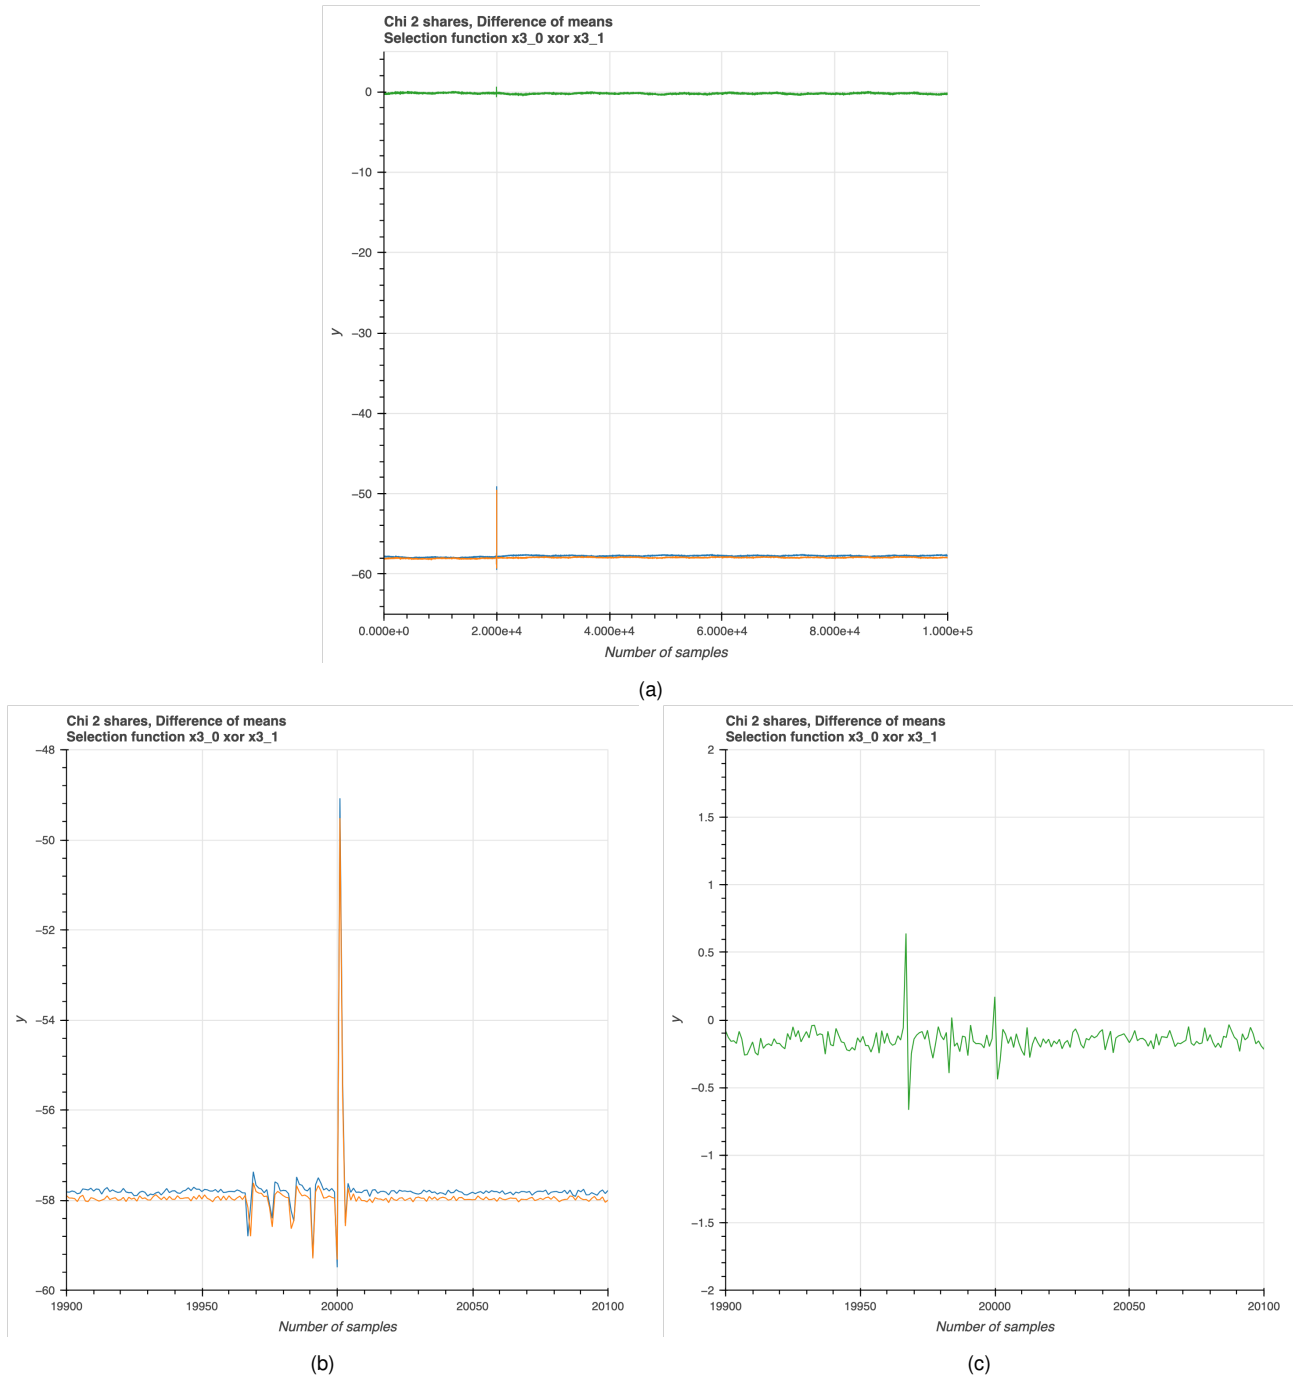 Chi 2 shares, Difference of means
Selection function x3_0 xor x3_1
0
−10
−20
−30
−40
−50
−60
y
0.000e+0 2.000e+4 4.000e+4 6.000e+4 8.000e+4 1.000e+5
Number of samples
(a)
Chi 2 shares, Difference of means
Selection function x3_0 xor x3_1
−48
−50
−52
−54
−56
−58
−60
y
19900 19950 20000 20050 20100
Number of samples
(b)
Chi 2 shares, Difference of means
Selection function x3_0 xor x3_1
2
1.5
1
0.5
0
−0.5
−1
−1.5
−2
y
19900 19950 20000 20050 20100
Number of samples
(c)